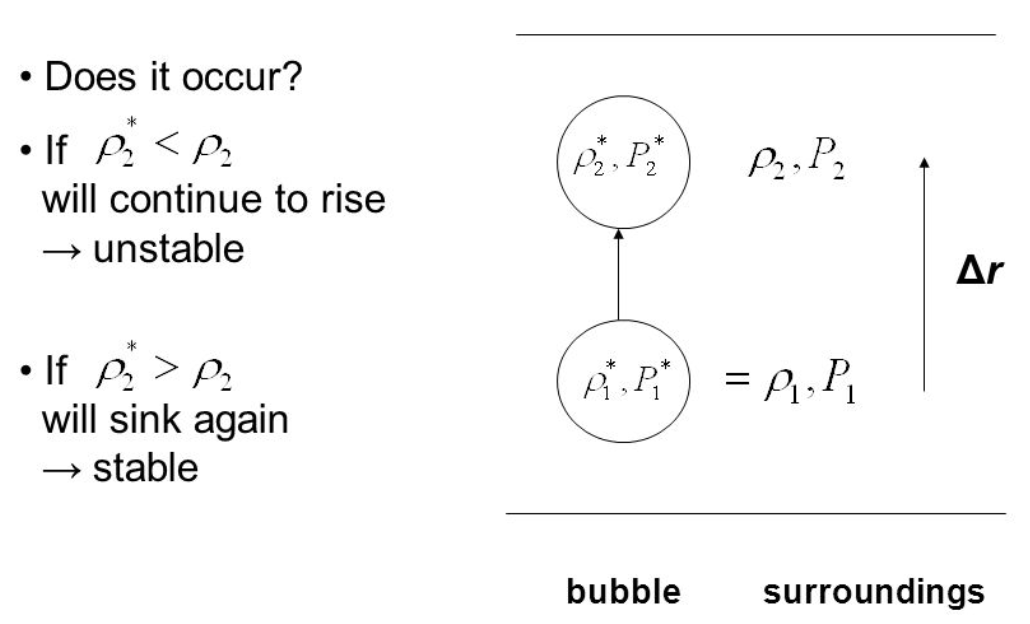 • Does it occur?
• If ρ₂* < ρ₂
will continue to rise
→ unstable
• If ρ₂* > ρ₂
will sink again
→ stable
ρ₂*, P₂* ρ₂, P₂
Δr
ρ₁*, P₁* = ρ₁, P₁
bubble surroundings